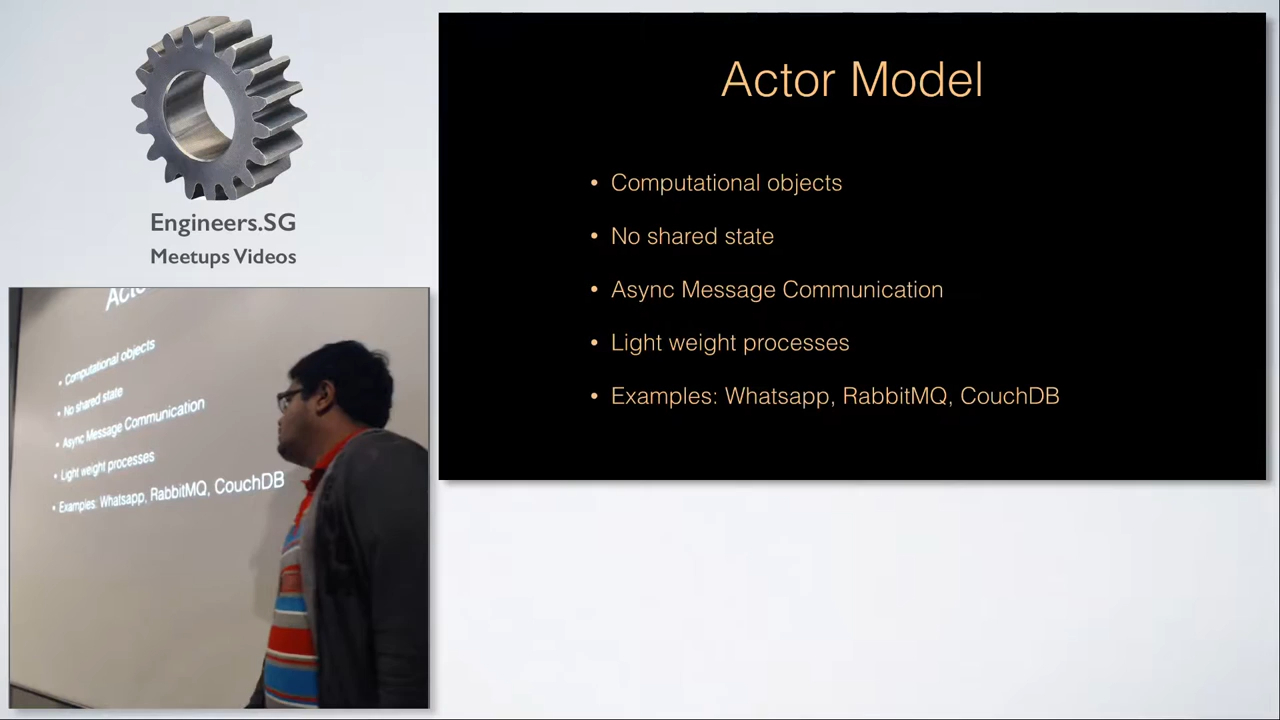 Engineers.SG
Meetups Videos
Actor Model
• Computational objects
• No shared state
• Async Message Communication
• Light weight processes
• Examples: Whatsapp, RabbitMQ, CouchDB
• Computational objects
• No shared state
• Async Message Communication
• Light weight processes
• Examples: Whatsapp, RabbitMQ, CouchDB